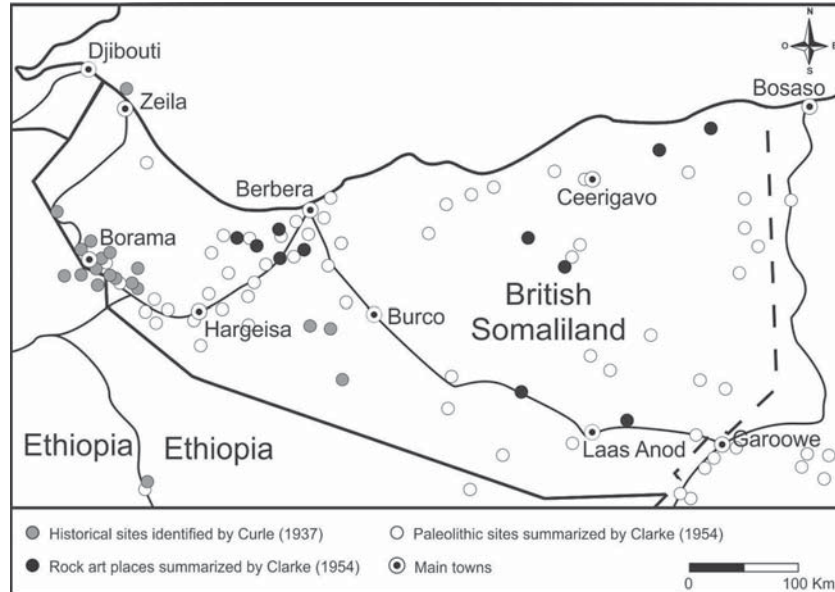 N
O
E
S
Djibouti
Zeila
Bosaso
Berbera
Ceerigavo
Borama
British
Somaliland
Hargeisa
Burco
Ethiopia
Ethiopia
Laas Anod
Garoowe
Historical sites identified by Curle (1937)
Paleolithic sites summarized by Clarke (1954)
Rock art places summarized by Clarke (1954)
Main towns
0
100 Km